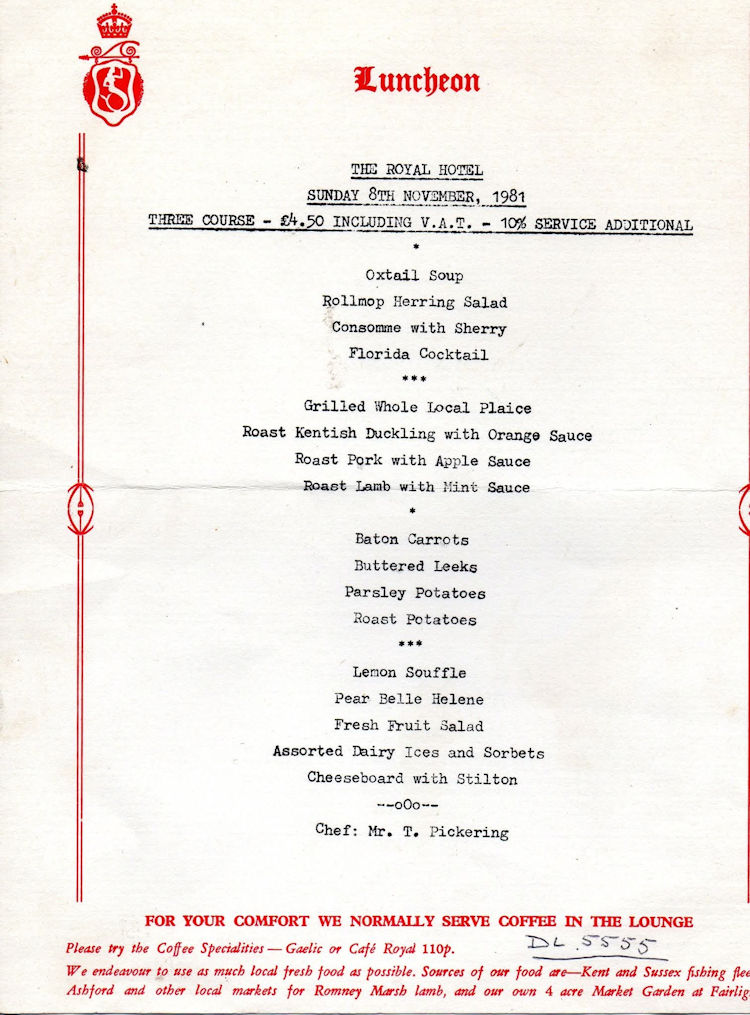 Luncheon
THE ROYAL HOTEL
SUNDAY 8TH NOVEMBER, 1981
THREE COURSE - £4.50 INCLUDING V.A.T. - 10% SERVICE ADDITIONAL
*
Oxtail Soup
Rollmop Herring Salad
Consomme with Sherry
Florida Cocktail
***
Grilled Whole Local Plaice
Roast Kentish Duckling with Orange Sauce
Roast Pork with Apple Sauce
Roast Lamb with Mint Sauce
*
Baton Carrots
Buttered Leeks
Parsley Potatoes
Roast Potatoes
***
Lemon Souffle
Pear Belle Helene
Fresh Fruit Salad
Assorted Dairy Ices and Sorbets
Cheeseboard with Stilton
--oOo--
Chef: Mr. T. Pickering
FOR YOUR COMFORT WE NORMALLY SERVE COFFEE IN THE LOUNGE
Please try the Coffee Specialities — Gaelic or Café Royal 110p.
DL.5555
We endeavour to use as much local fresh food as possible. Sources of our food are—Kent and Sussex fishing
Ashford and other local markets for Romney Marsh lamb, and our own 4 acre Market Garden at